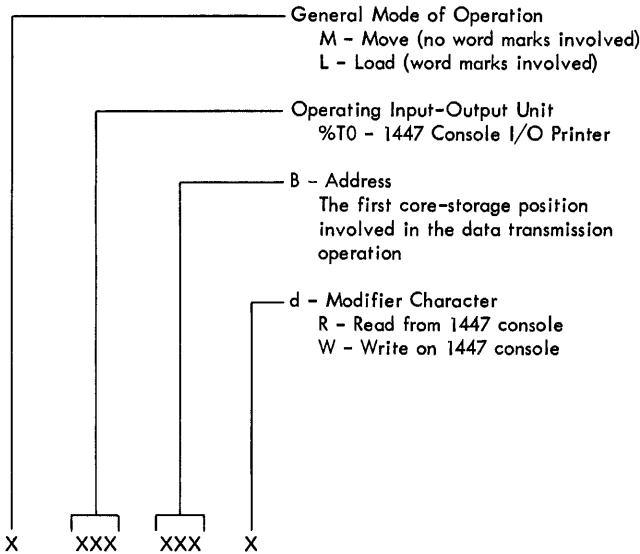 General Mode of Operation
M - Move (no word marks involved)
L - Load (word marks involved)
Operating Input-Output Unit
%T0 - 1447 Console I/O Printer
B - Address
The first core-storage position
involved in the data transmission
operation
d - Modifier Character
R - Read from 1447 console
W - Write on 1447 console
X XXX XXX X